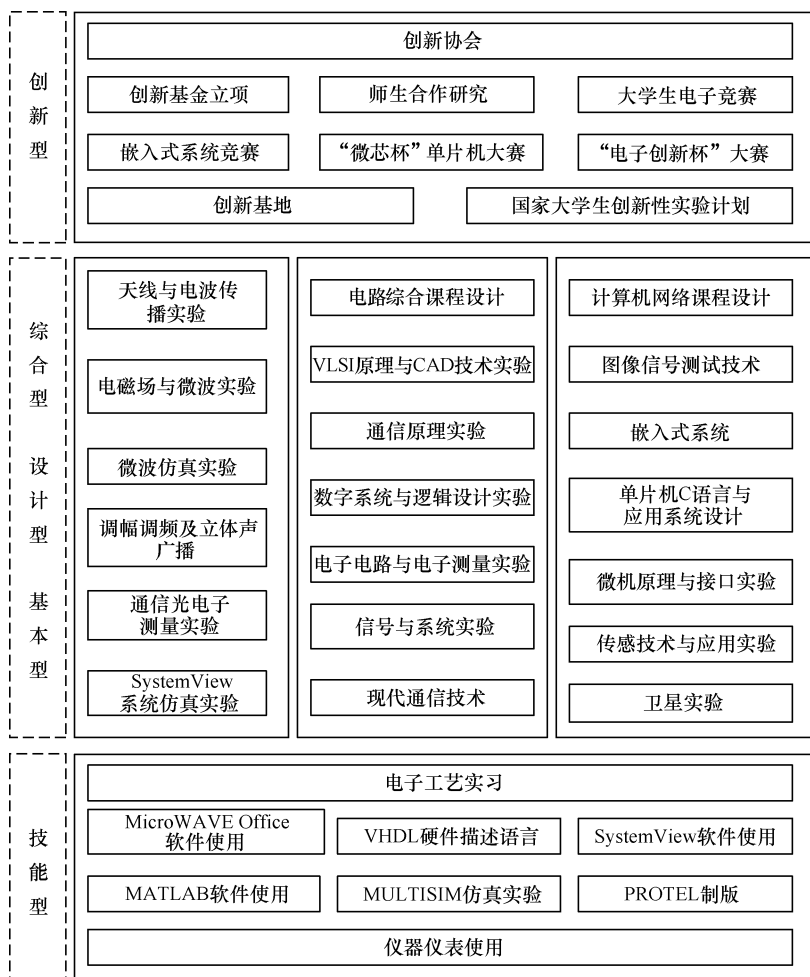 创新型
创新协会
创新基金立项
师生合作研究
大学生电子竞赛
嵌入式系统竞赛
“微芯杯”单片机大赛
“电子创新杯”大赛
创新基地
国家大学生创新性实验计划
综合型
设计型
基本型
天线与电波传
播实验
电磁场与微波实验
微波仿真实验
调幅调频及立体声
广播
通信光电子
测量实验
SystemView
系统仿真实验
电路综合课程设计
VLSI原理与CAD技术实验
通信原理实验
数字系统与逻辑设计实验
电子电路与电子测量实验
信号与系统实验
现代通信技术
计算机网络课程设计
图像信号测试技术
嵌入式系统
单片机C语言与
应用系统设计
微机原理与接口实验
传感技术与应用实验
卫星实验
技能型
电子工艺实习
MicroWAVE Office
软件使用
VHDL硬件描述语言
SystemView软件使用
MATLAB软件使用
MULTISIM仿真实验
PROTEL制版
仪器仪表使用